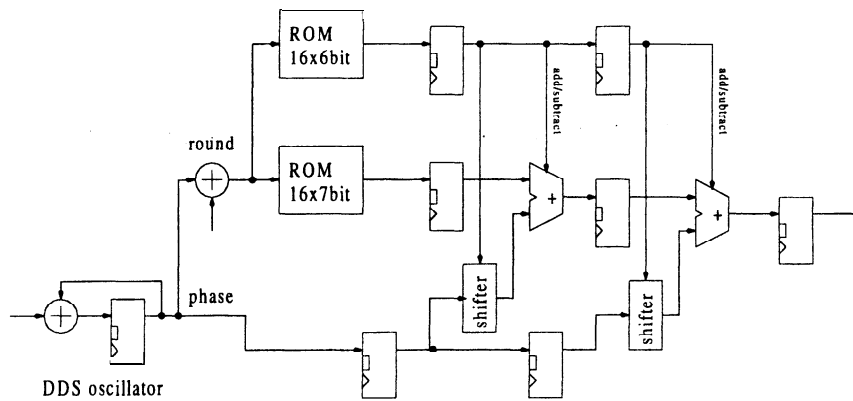 ROM
16x6bit
add/subtract
add/subtract
round
ROM
16x7bit
+
+
phase
shifter
shifter
DDS oscillator